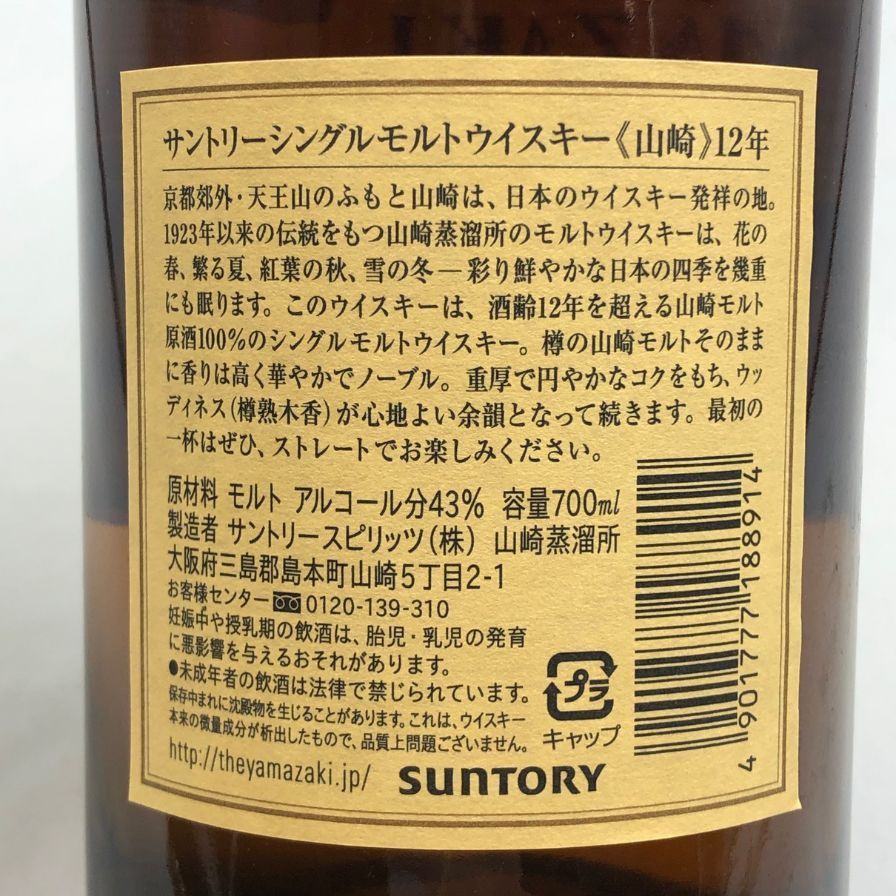 サントリーシングルモルトウイスキー《山崎》12年
京都郊外・天王山のふもと山崎は、日本のウイスキー発祥の地。
1923年以来の伝統をもつ山崎蒸溜所のモルトウイスキーは、花の
春、繁る夏、紅葉の秋、雪の冬―彩り鮮やかな日本の四季を幾重
にも眠ります。このウイスキーは、酒齢12年を超える山崎モルト
原酒100%のシングルモルトウイスキー。樽の山崎モルトそのまま
に香りは高く華やかでノーブル。重厚で円やかなコクをもち、ウッ
ディネス(樽熟木香)が心地よい余韻となって続きます。最初の
一杯はぜひ、ストレートでお楽しみください。
原材料 モルト アルコール分43% 容量700ml
製造者 サントリースピリッツ(株) 山崎蒸溜所
大阪府三島郡島本町山崎5丁目2-1
お客様センター 0120-139-310
妊娠中や授乳期の飲酒は、胎児・乳児の発育
に悪影響を与えるおそれがあります。
●未成年者の飲酒は法律で禁じられています。
保存中まれに沈殿物を生じることがあります。これは、ウイスキー
本来の微量成分が析出したもので、品質上問題ございません。
http://theyamazaki.jp/
SUNTORY
プラ
キャップ
4 901777 188914